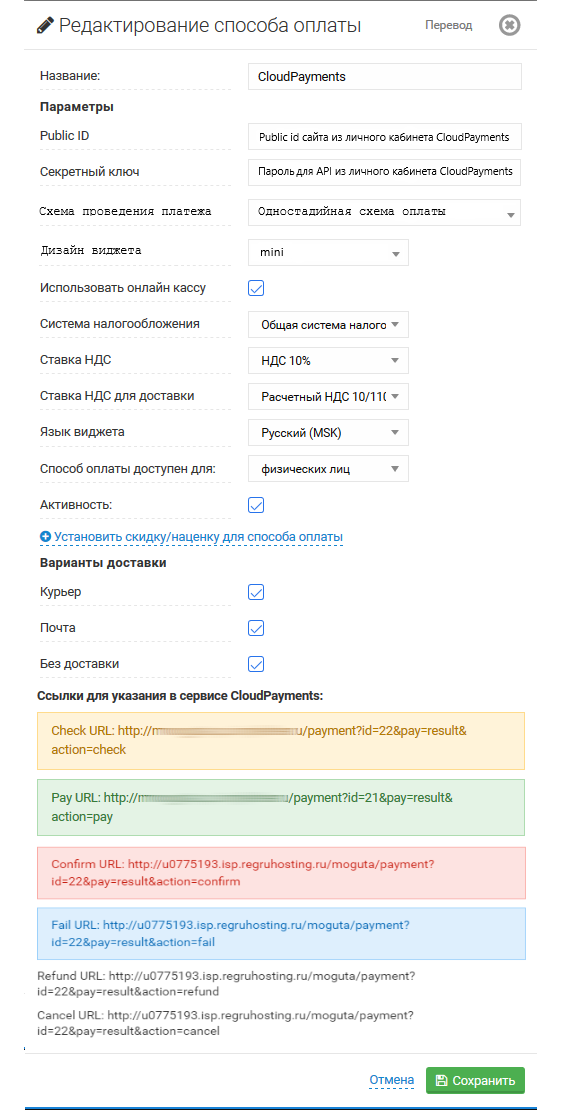 Редактирование способа оплаты Перевод
Название: CloudPayments
Параметры
Public ID Public id сайта из личного кабинета CloudPayments
Секретный ключ Пароль для API из личного кабинета CloudPayments
Схема проведения платежа Одностадийная схема оплаты
Дизайн виджета mini
Использовать онлайн кассу
Система налогообложения Общая система налого
Ставка НДС НДС 10%
Ставка НДС для доставки Расчетный НДС 10/110
Язык виджета Русский (MSK)
Способ оплаты доступен для: физических лиц
Активность:
Установить скидку/наценку для способа оплаты
Варианты доставки
Курьер
Почта
Без доставки
Ссылки для указания в сервисе CloudPayments:
Check URL: http://m u/payment?id=22&pay=result&
action=check
Pay URL: http://m /payment?id=21&pay=result&
action=pay
Confirm URL: http://u0775193.isp.regruhosting.ru/moguta/payment?
id=22&pay=result&action=confirm
Fail URL: http://u0775193.isp.regruhosting.ru/moguta/payment?
id=22&pay=result&action=fail
Refund URL: http://u0775193.isp.regruhosting.ru/moguta/payment?
id=22&pay=result&action=refund
Cancel URL: http://u0775193.isp.regruhosting.ru/moguta/payment?
id=22&pay=result&action=cancel
Отмена Сохранить